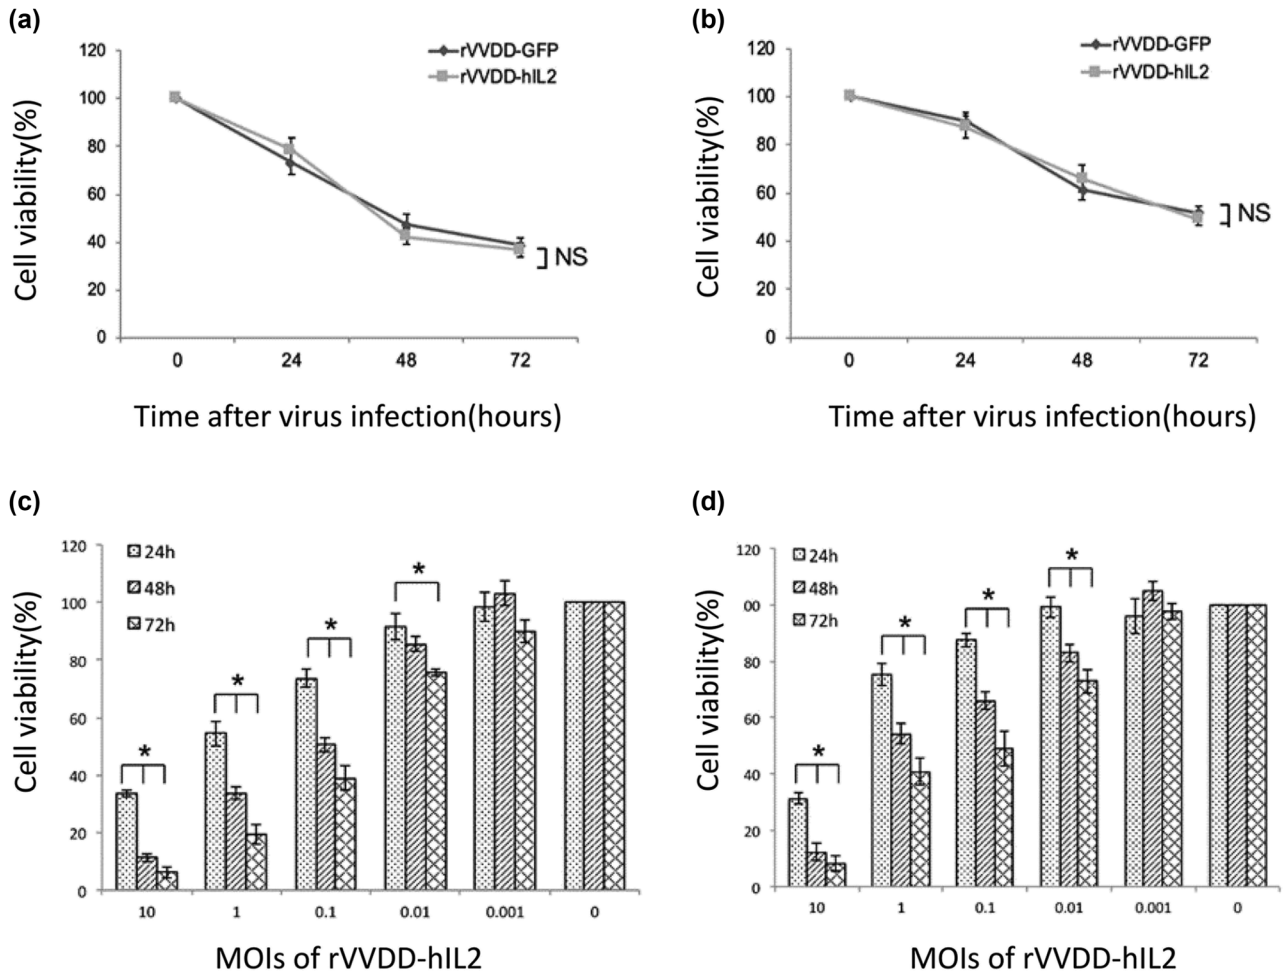 (a)
120
100
80
60
40
20
0
Cell viability(%)
rVVDD-GFP
rVVDD-hIL2
NS
0 24 48 72
Time after virus infection(hours)
(b)
120
100
80
60
40
20
0
Cell viability(%)
rVVDD-GFP
rVVDD-hIL2
NS
0 24 48 72
Time after virus infection(hours)
(c)
120
100
80
60
40
20
0
Cell viability(%)
24h
48h
72h
* * * *
10 1 0.1 0.01 0.001 0
MOIs of rVVDD-hIL2
(d)
120
100
80
60
40
20
0
Cell viability(%)
24h
48h
72h
* * * *
10 1 0.1 0.01 0.001 0
MOIs of rVVDD-hIL2